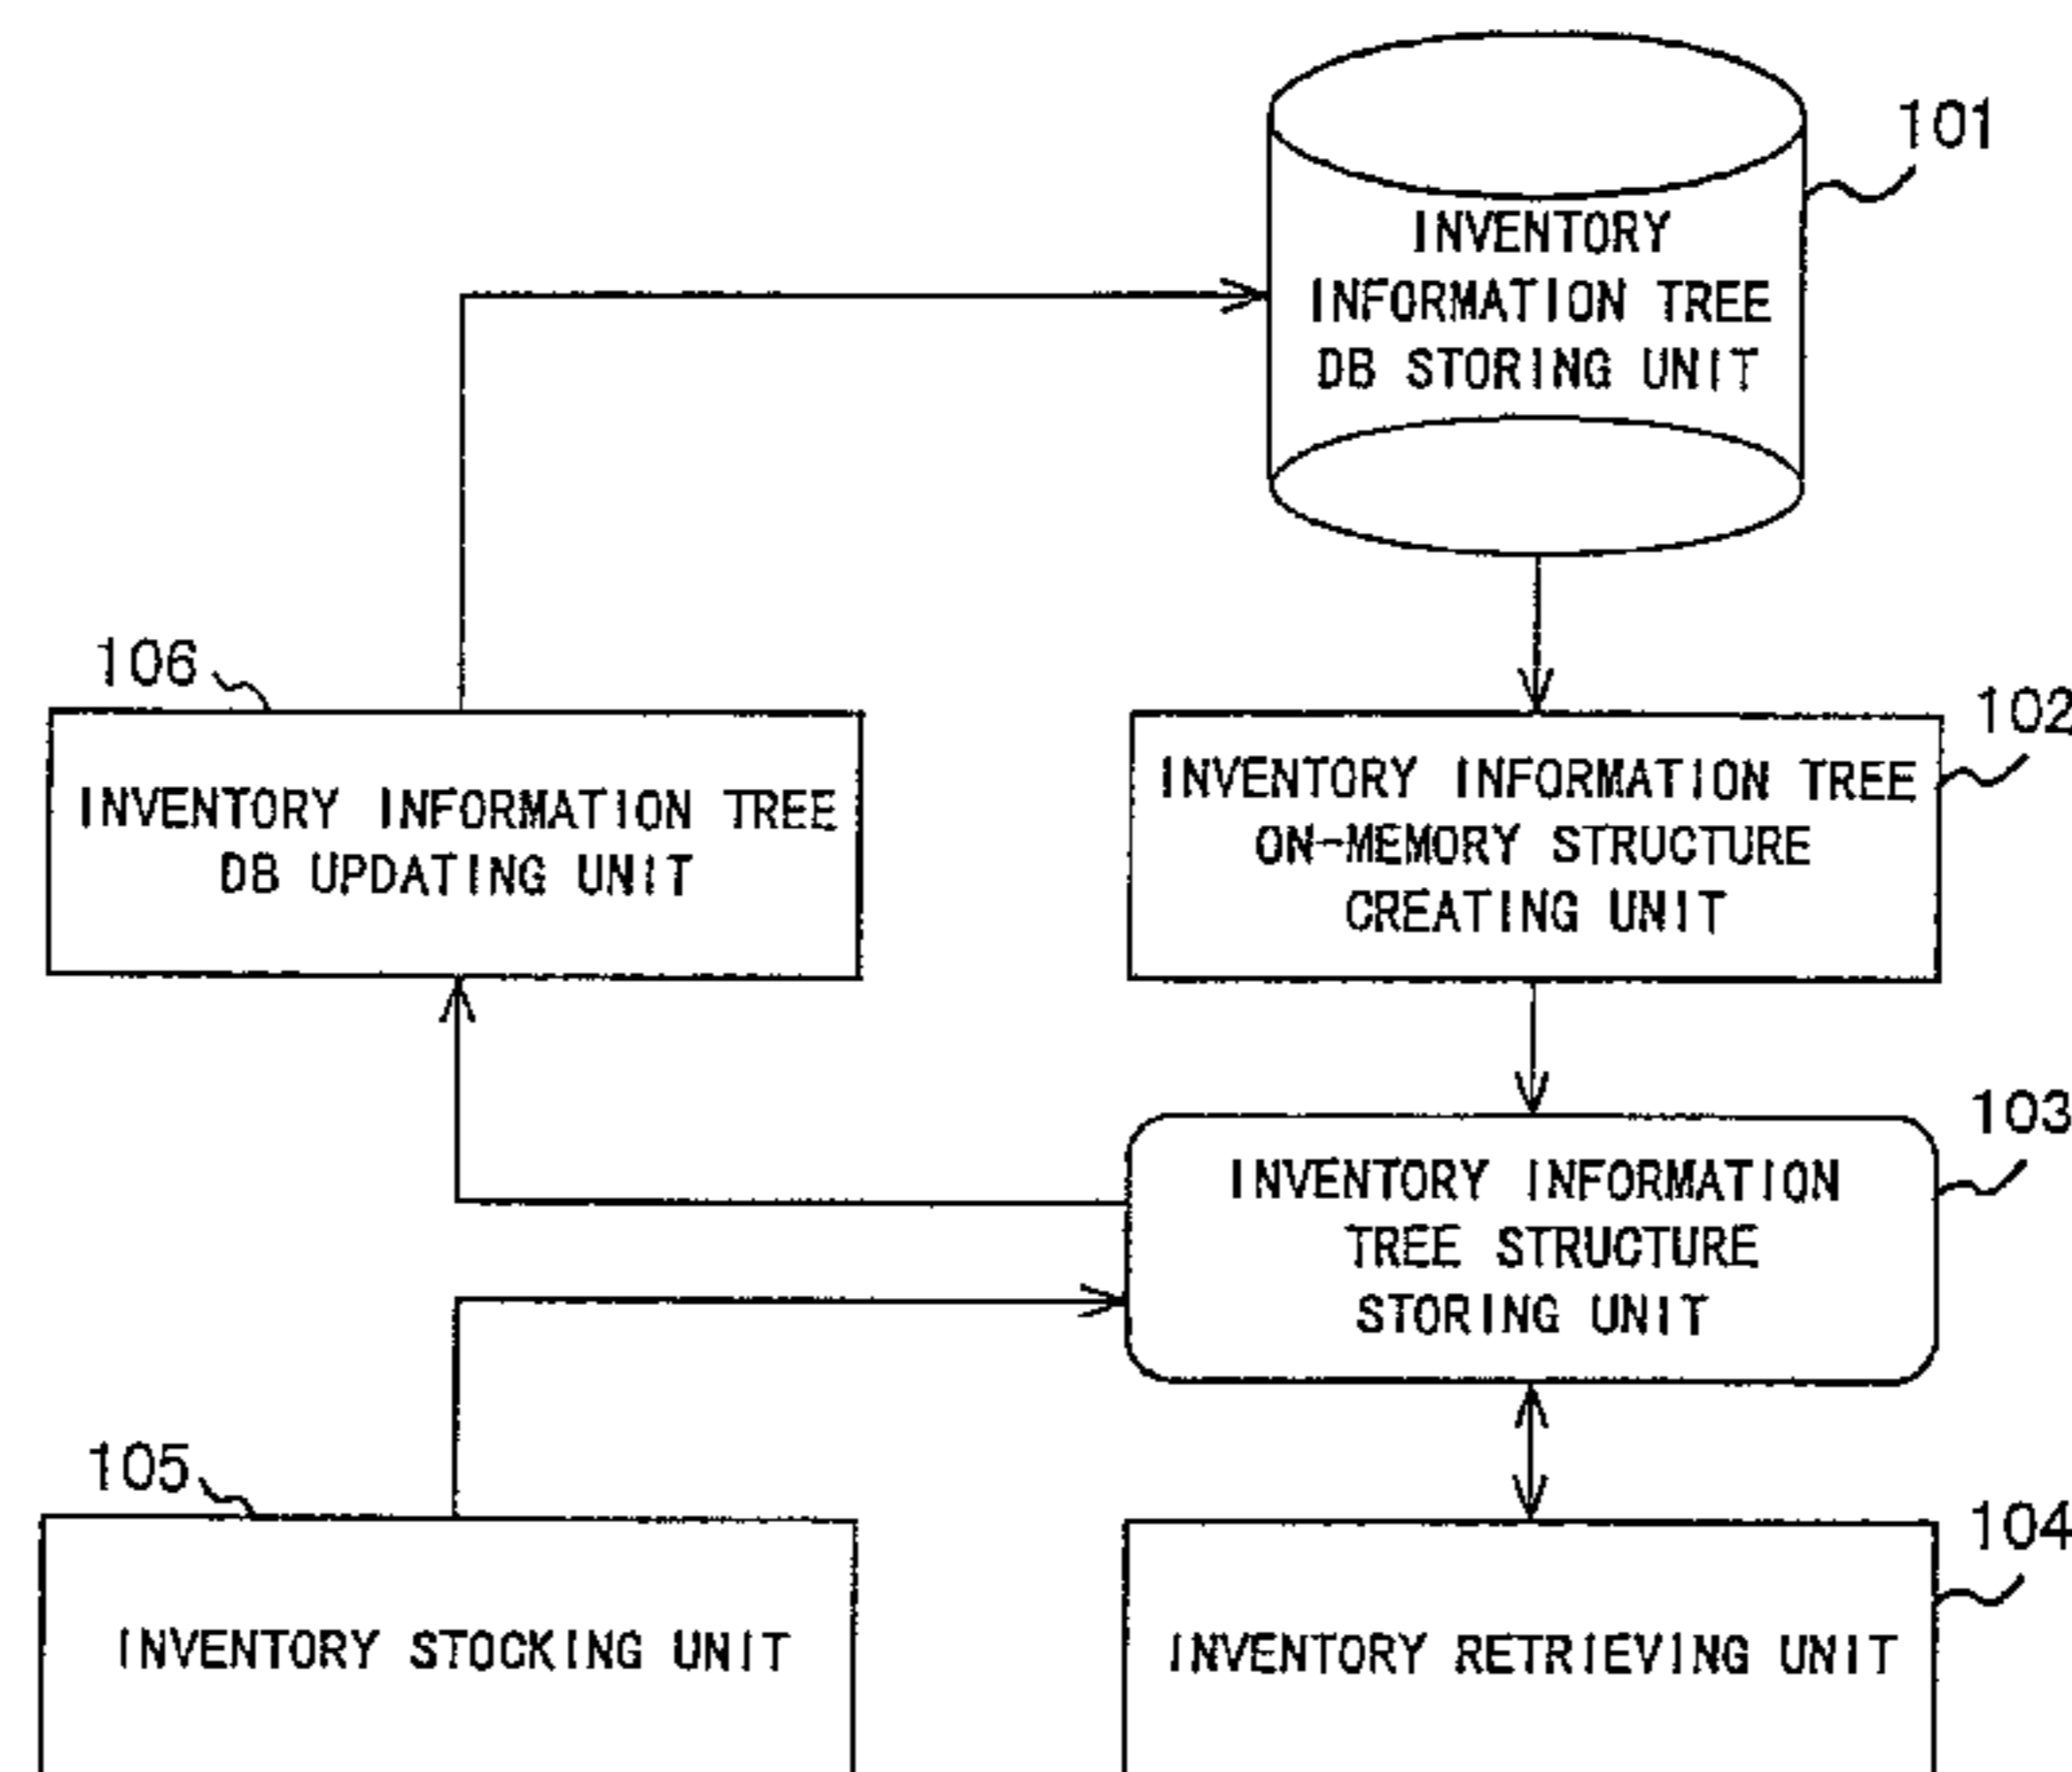 101
INVENTORY
INFORMATION TREE
DB STORING UNIT
106
INVENTORY INFORMATION TREE
DB UPDATING UNIT
102
INVENTORY INFORMATION TREE
ON-MEMORY STRUCTURE
CREATING UNIT
103
INVENTORY INFORMATION
TREE STRUCTURE
STORING UNIT
105
INVENTORY STOCKING UNIT
104
INVENTORY RETRIEVING UNIT